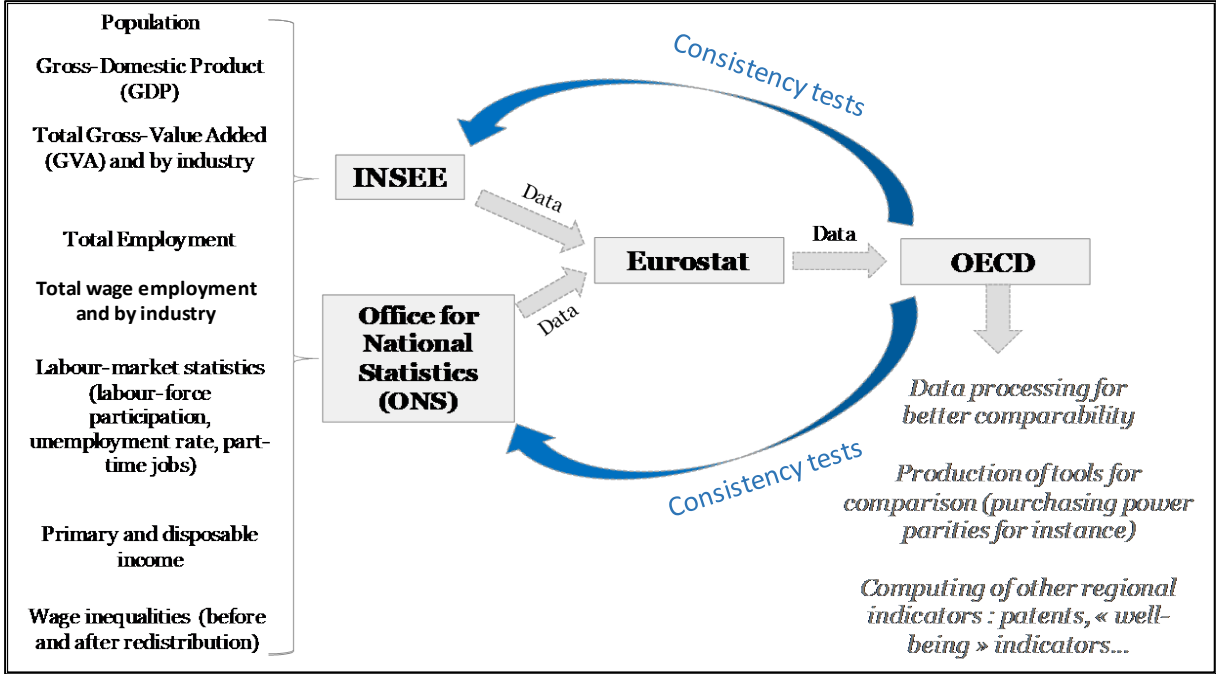 Population
Gross-Domestic Product
(GDP)
Total Gross-Value Added
(GVA) and by industry
Total Employment
Total wage employment
and by industry
Labour-market statistics
(labour-force
participation,
unemployment rate, part-
time jobs)
Primary and disposable
income
Wage inequalities (before
and after redistribution)
INSEE
Office for
National
Statistics
(ONS)
Data
Data
Eurostat
Data
OECD
Consistency tests
Consistency tests
Data processing for
better comparability
Production of tools for
comparison (purchasing power
parities for instance)
Computing of other regional
indicators : patents, « well-
being » indicators...